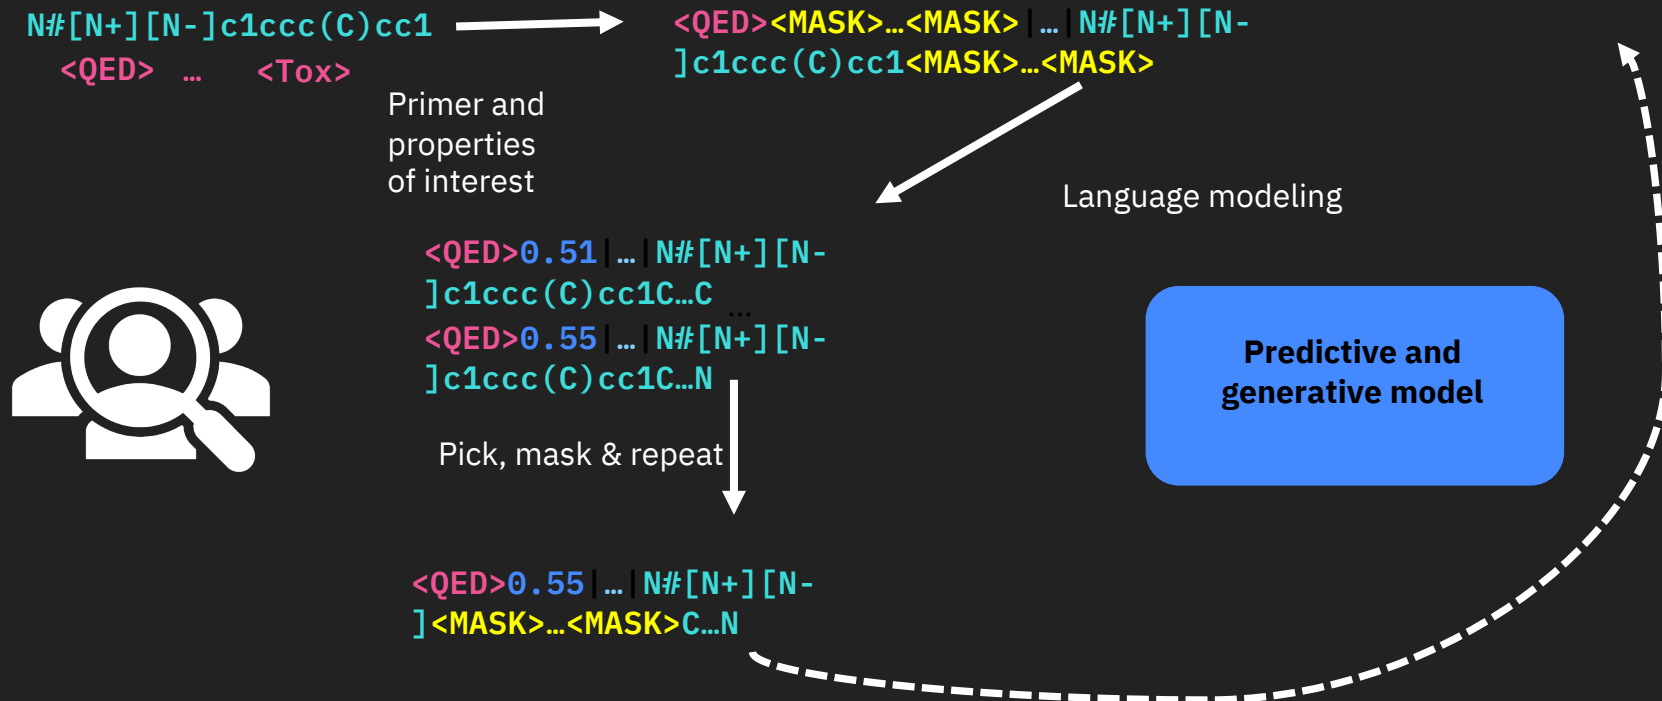 N#[N+][N-]c1ccc(C)cc1
<QED> … <Tox>
<QED><MASK>…<MASK>|…|N#[N+][N-
]c1ccc(C)cc1<MASK>…<MASK>
Primer and
properties
of interest
Language modeling
<QED>0.51|…|N#[N+][N-
]c1ccc(C)cc1C…C
…
<QED>0.55|…|N#[N+][N-
]c1ccc(C)cc1C…N
Predictive and
generative model
Pick, mask & repeat
<QED>0.55|…|N#[N+][N-
]<MASK>…<MASK>C…N